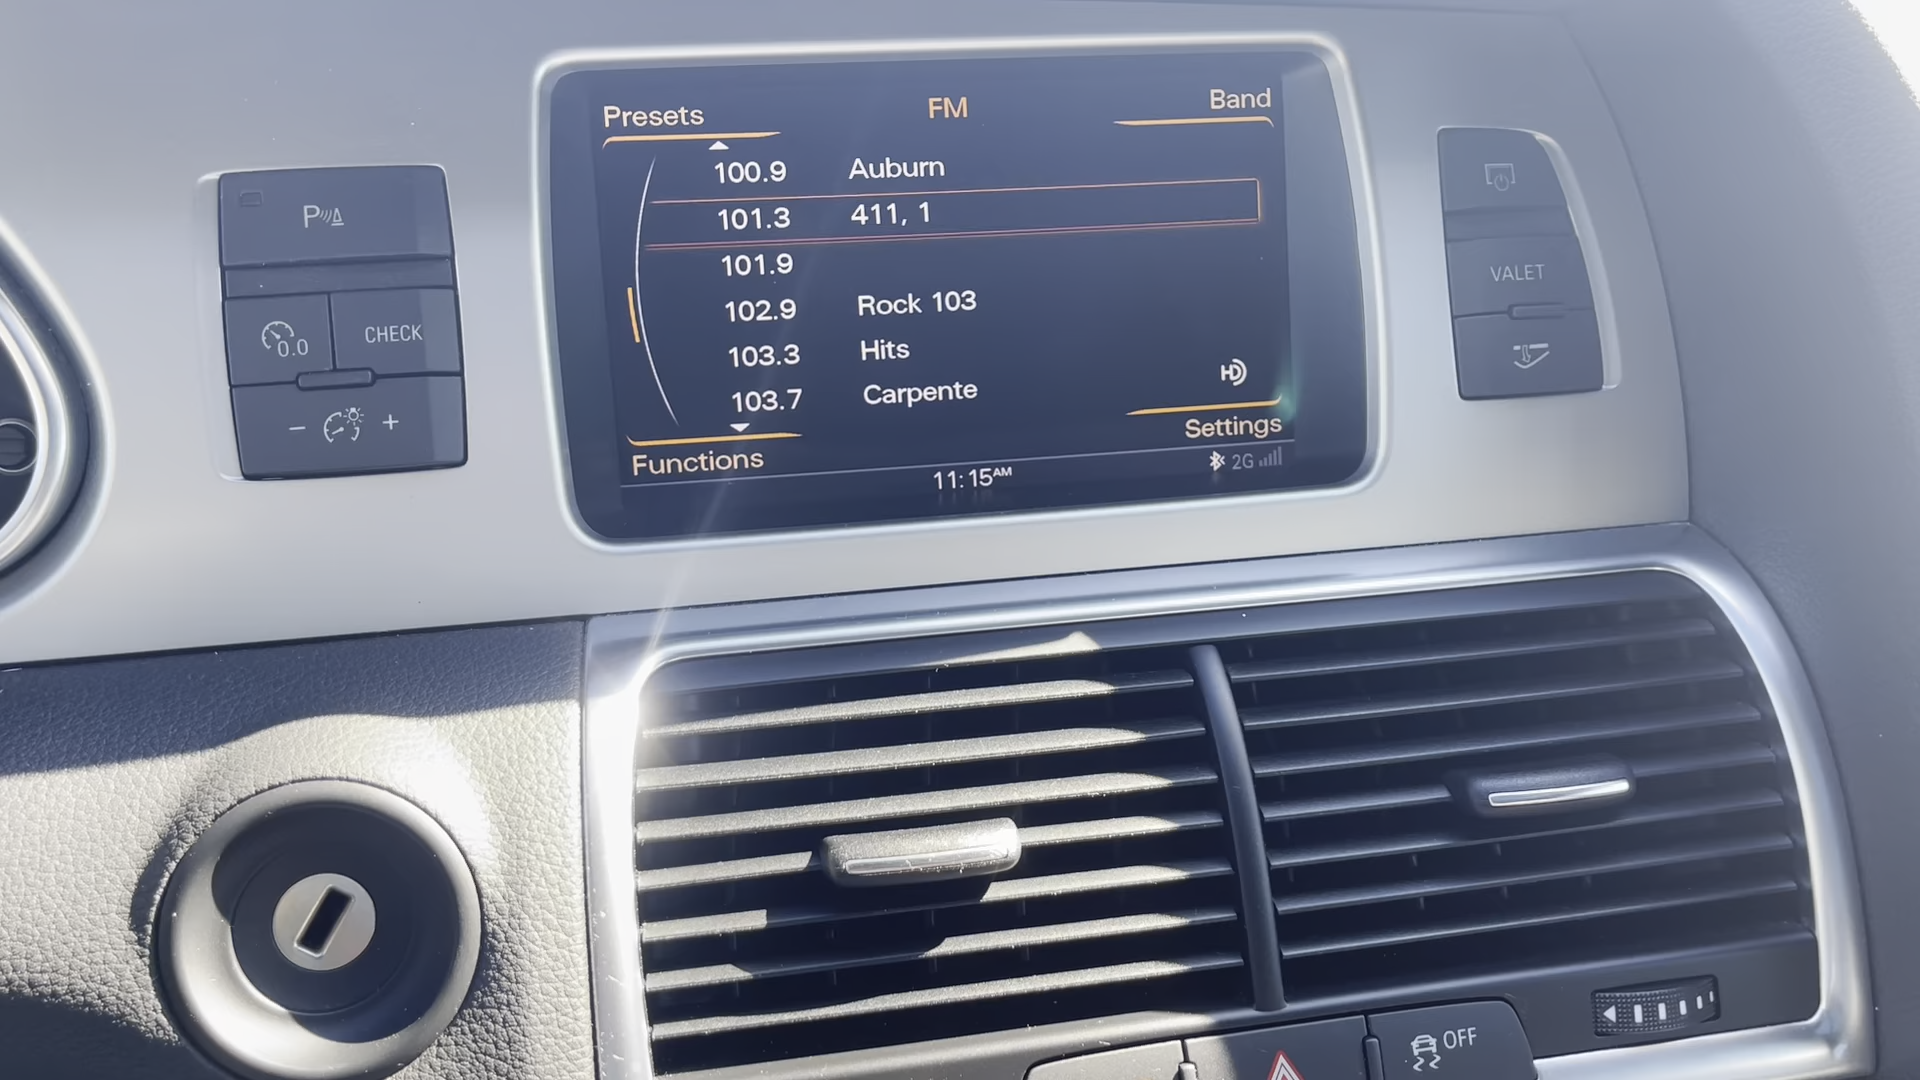 Presets FM Band
100.9 Auburn
101.3 411, 1
101.9
102.9 Rock 103
103.3 Hits
103.7 Carpente
HD
Settings
Functions
11:15AM
2G
P
0.0 CHECK
- +
VALET
OFF